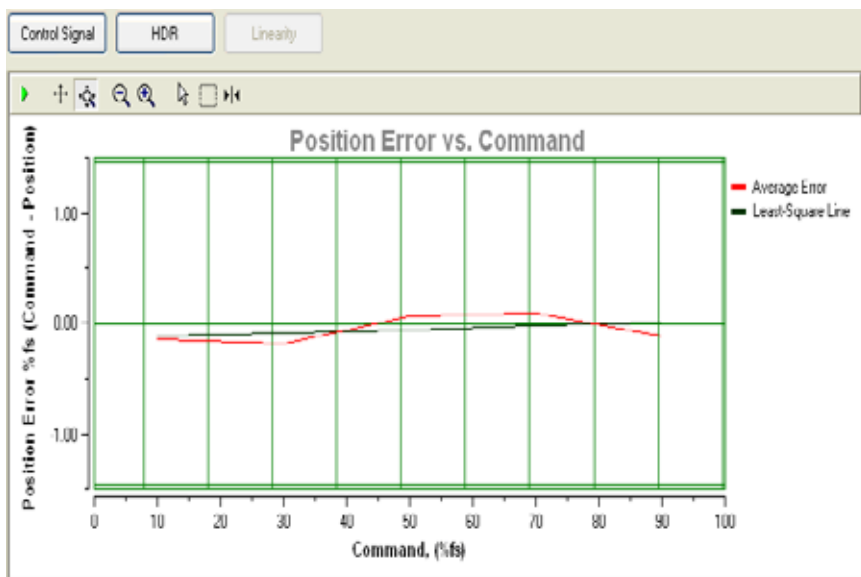 Control Signal HDR Linearity
Position Error vs. Command
Position Error %fs (Command - Position)
Average Error
Least-Square Line
1.00
0.00
-1.00
0 10 20 30 40 50 60 70 80 90 100
Command, (%fs)